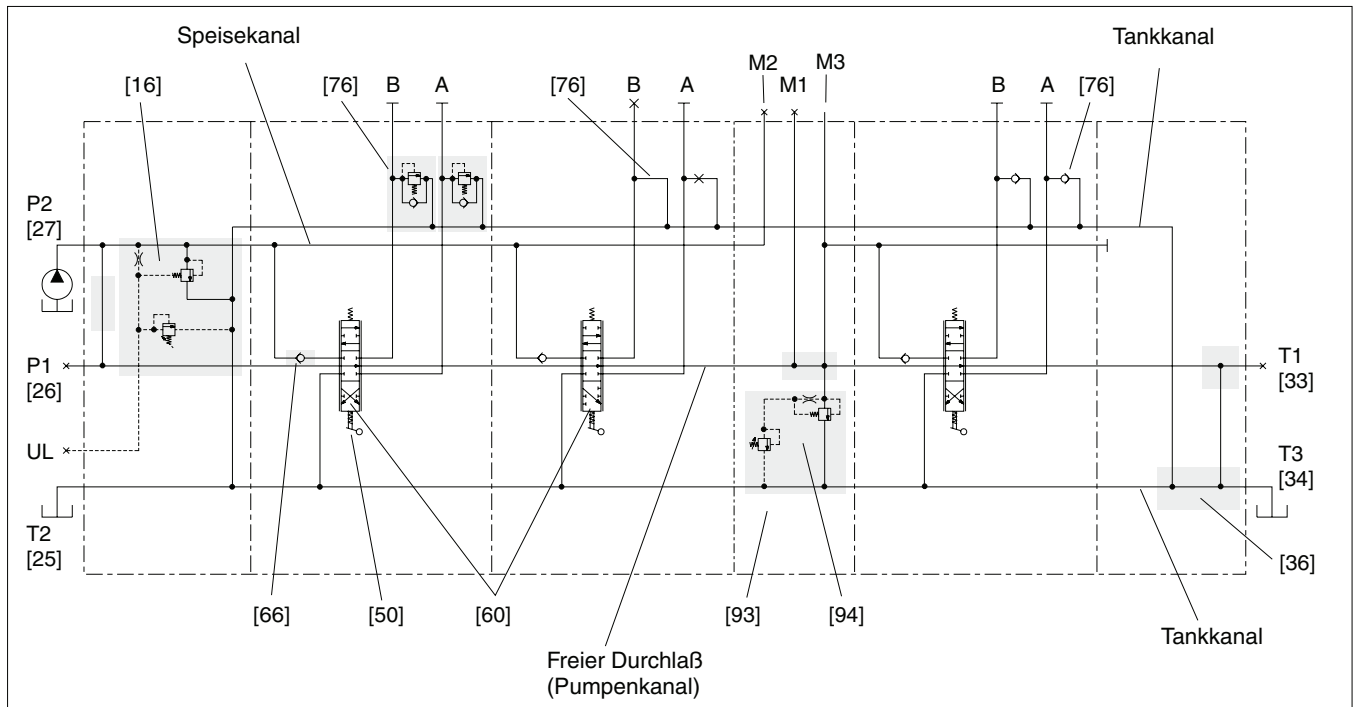 Speisekanal
Tankkanal
[16]
[76]
B
A
B
[76]
A
M2
M1
M3
B
A
[76]
P2
[27]
P1
[26]
UL
T2
[25]
T1
[33]
T3
[34]
[36]
[66]
[50]
[60]
[93]
[94]
Tankkanal
Freier Durchlaß
(Pumpenkanal)